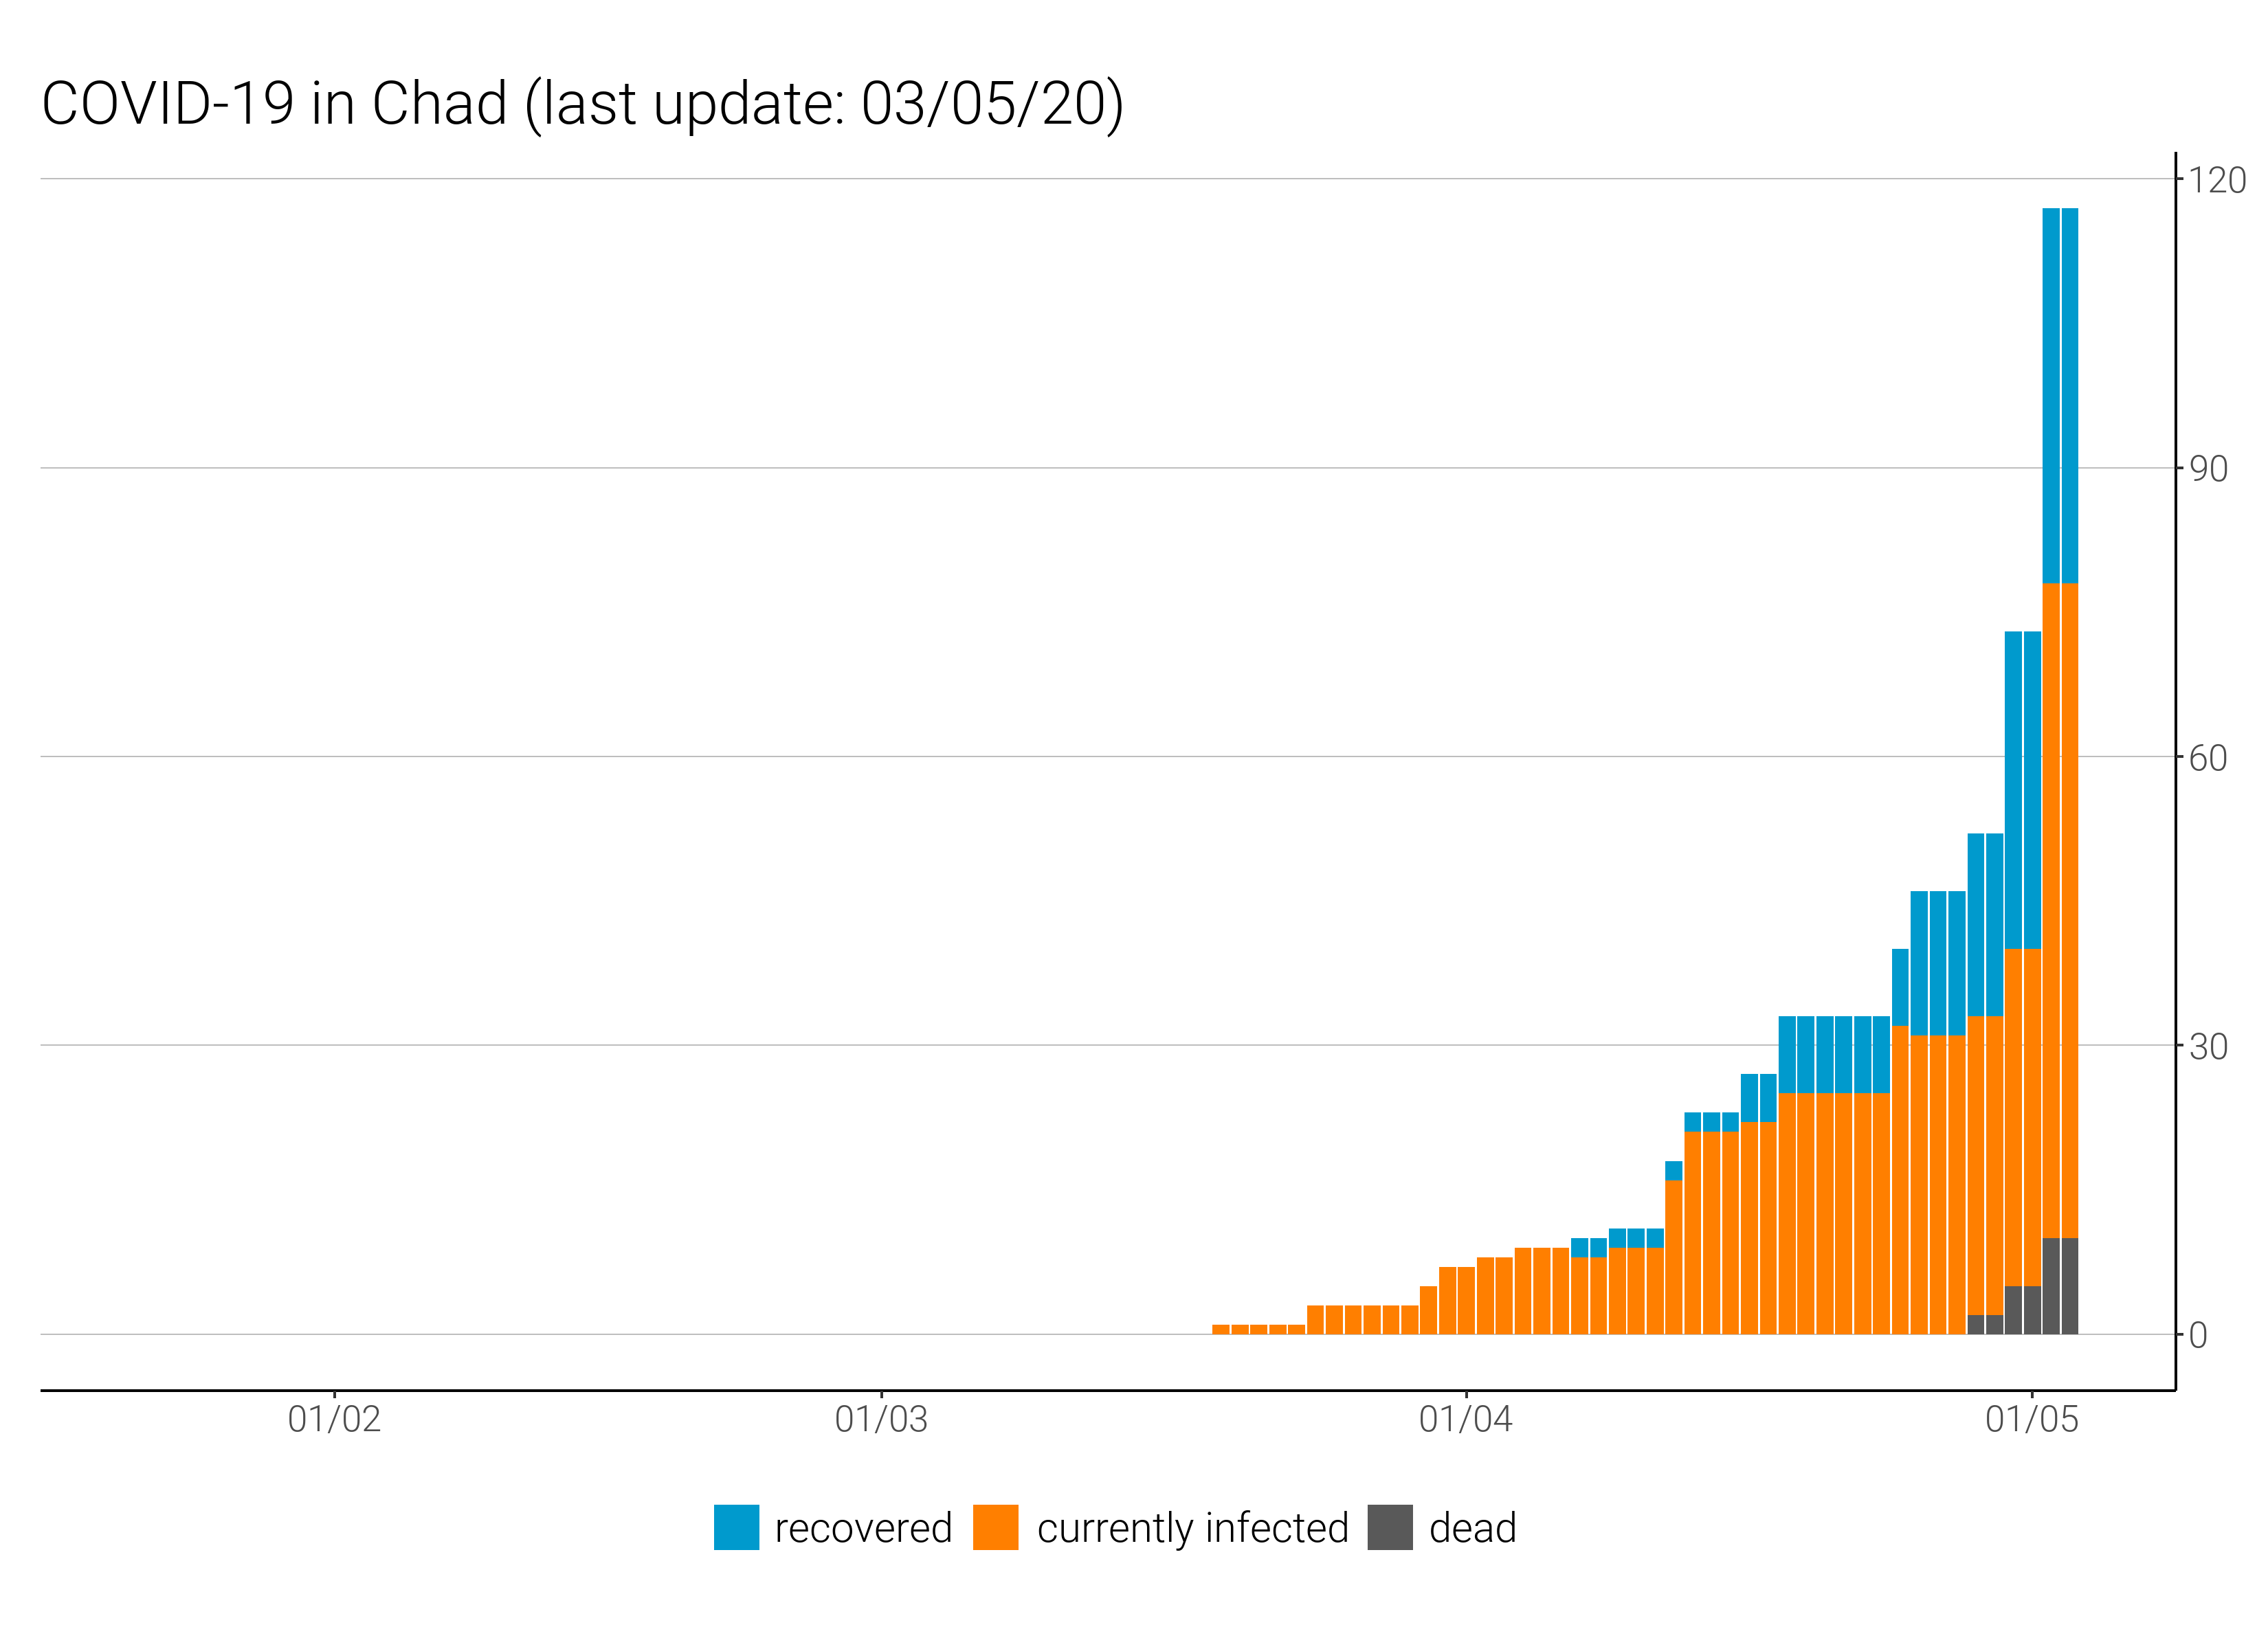 COVID-19 in Chad (last update: 03/05/20)
120
90
60
30
0
01/02 01/03 01/04 01/05
recovered currently infected dead